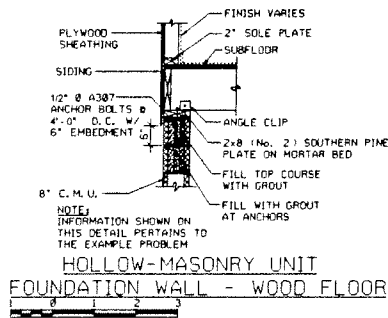 FINISH VARIES
PLYWOOD
SHEATHING
2" SOLE PLATE
SUBFLOOR
SIDING
1/2" Ø A307
ANCHOR BOLTS @
4'-0" O.C. W/
6" EMBEDMENT
6"
ANGLE CLIP
2x8 (No. 2) SOUTHERN PINE
PLATE ON MORTAR BED
FILL TOP COURSE
WITH GROUT
8" C.M.U.
FILL WITH GROUT
AT ANCHORS
NOTE:
INFORMATION SHOWN ON
THIS DETAIL PERTAINS TO
THE EXAMPLE PROBLEM
HOLLOW-MASONRY UNIT
FOUNDATION WALL - WOOD FLOOR
1 0 1 2 3